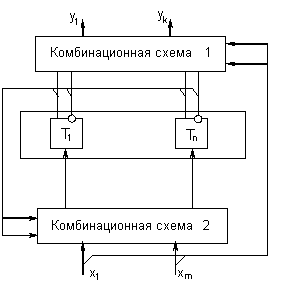 y1 yk
Комбинационная схема 1
T1 Tn
Комбинационная схема 2
x1 xm